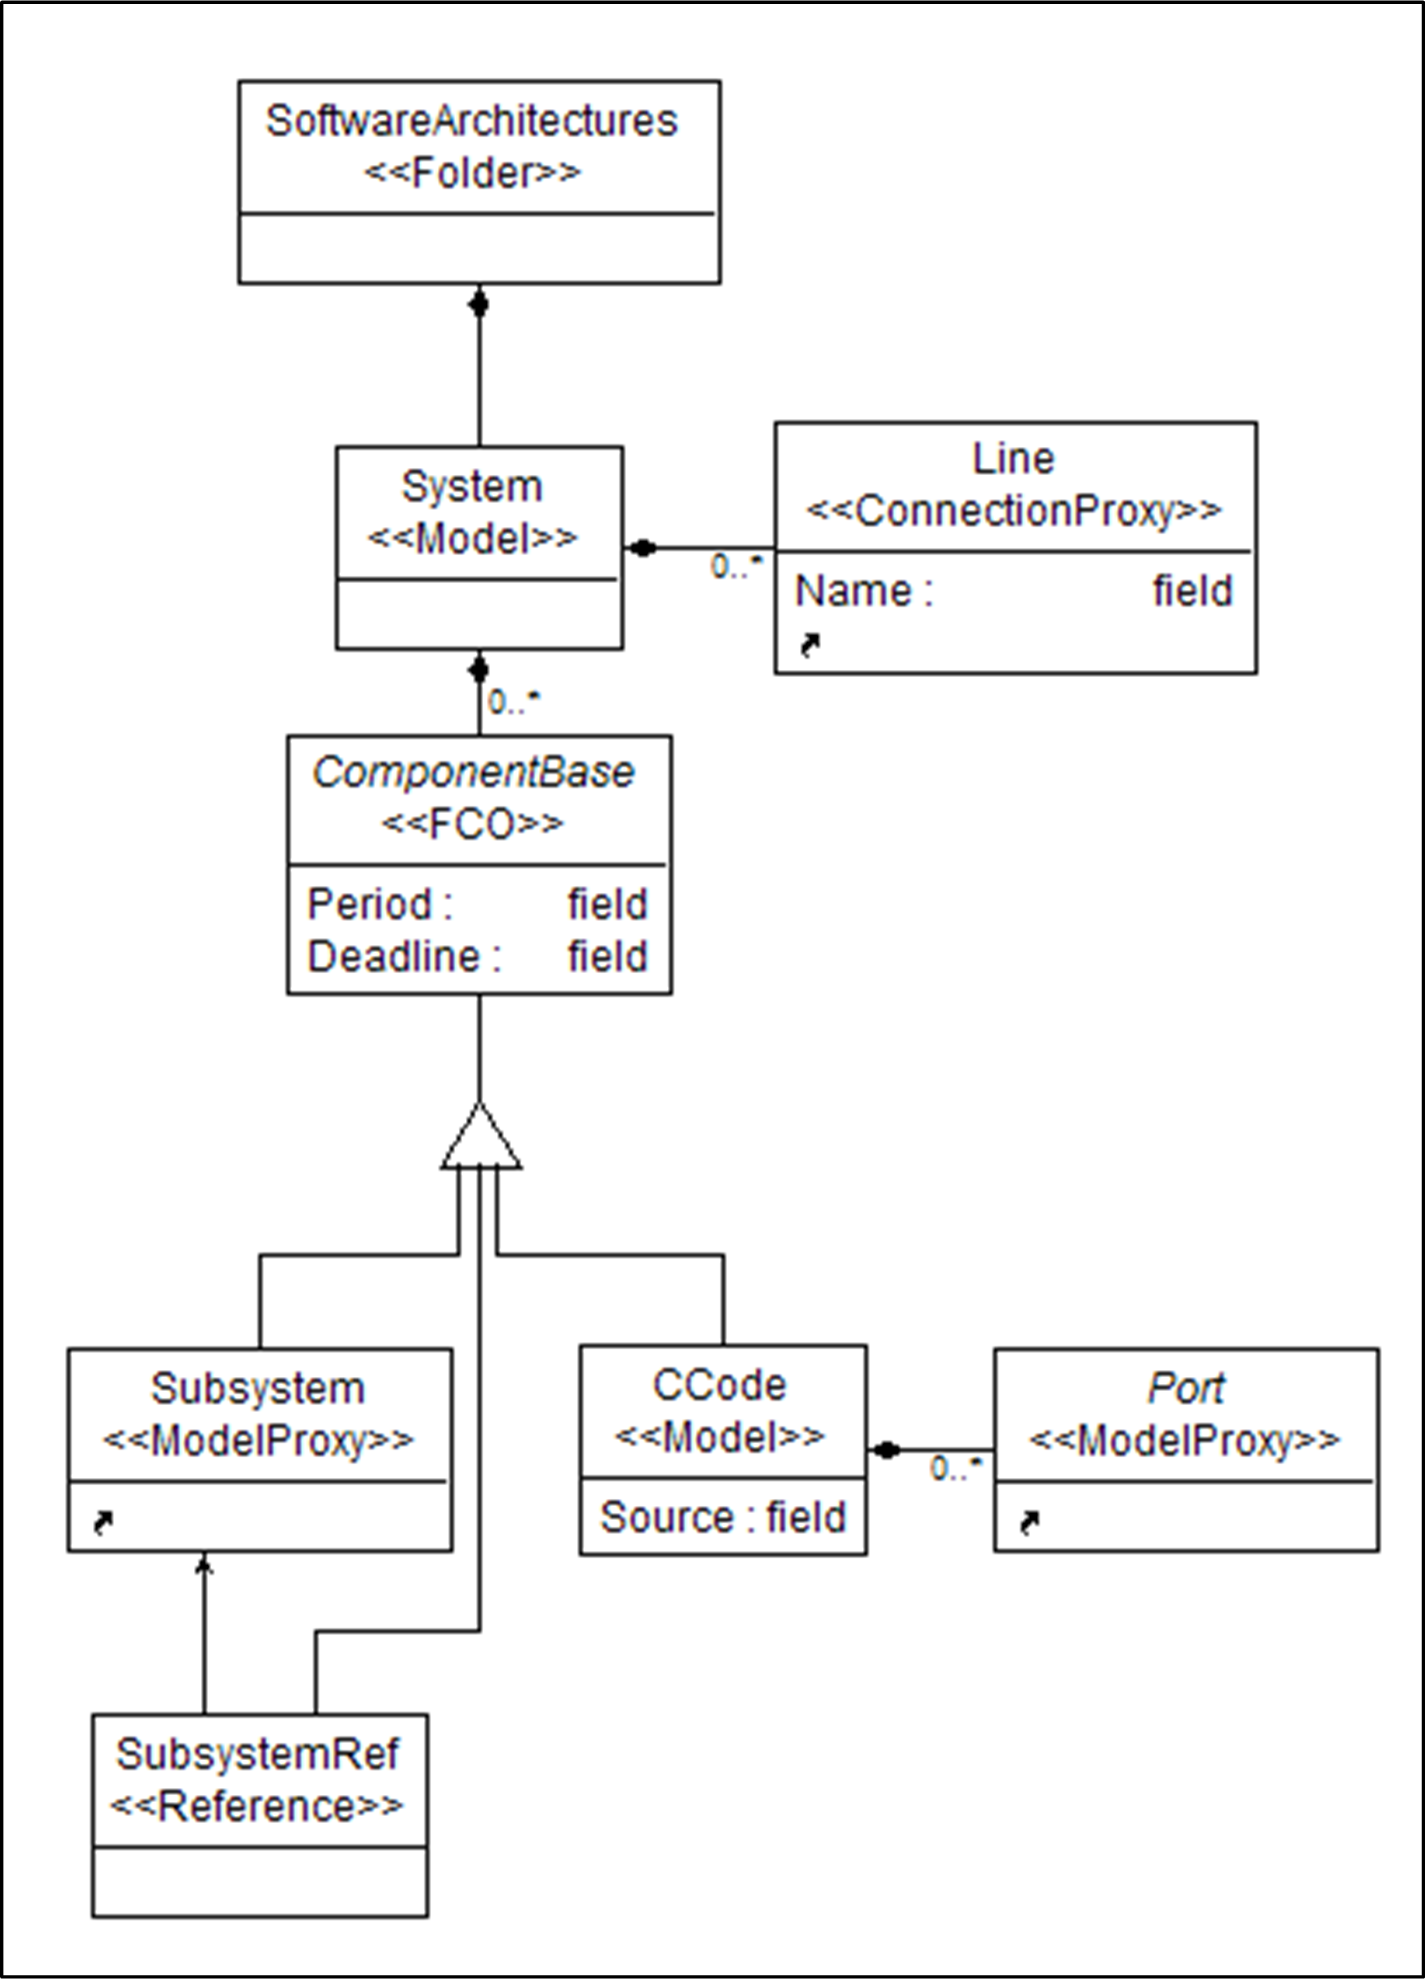 SoftwareArchitectures
<<Folder>>
System
<<Model>>
Line
<<ConnectionProxy>>
0..*
Name : field
0..*
ComponentBase
<<FCO>>
Period : field
Deadline : field
Subsystem
<<ModelProxy>>
CCode
<<Model>>
Source : field
0..*
Port
<<ModelProxy>>
SubsystemRef
<<Reference>>